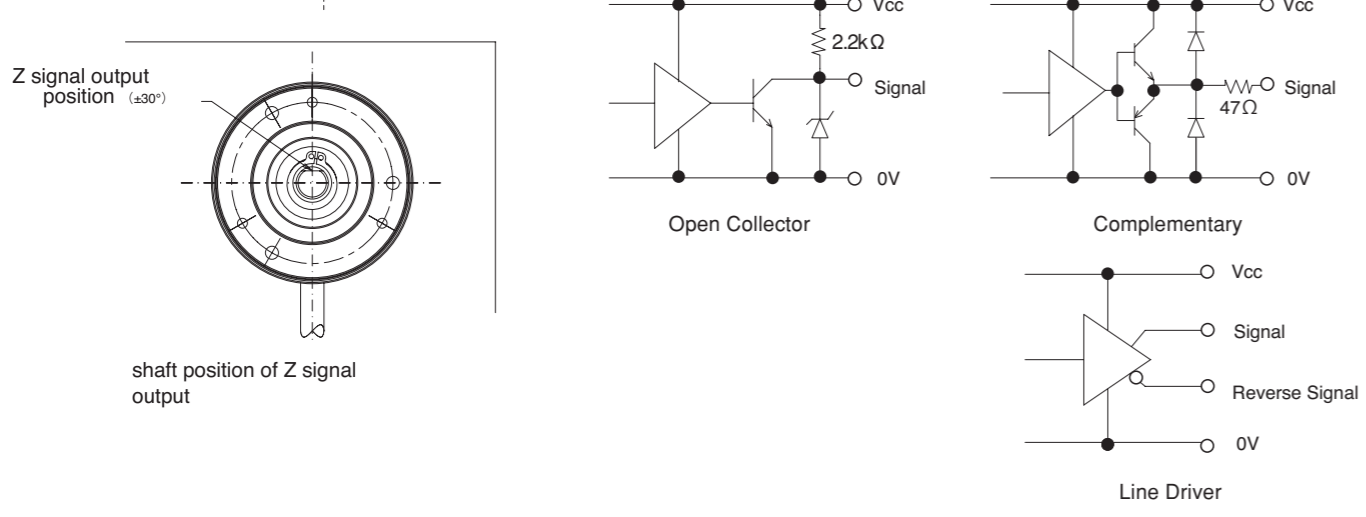 Z signal output
position (±30°)
shaft position of Z signal
output
Vcc
2.2kΩ
Signal
0V
Open Collector
Vcc
Signal
47Ω
0V
Complementary
Vcc
Signal
Reverse Signal
0V
Line Driver